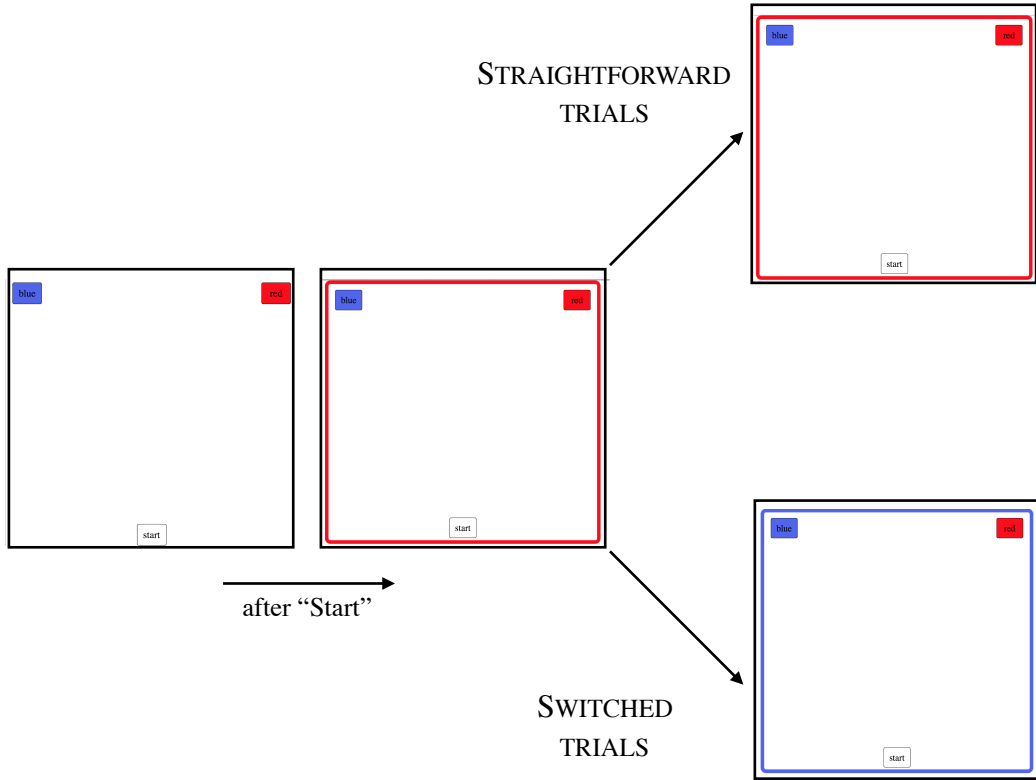 blue
red
start
after “Start”
blue
red
start
STRAIGHTFORWARD
TRIALS
blue
red
start
SWITCHED
TRIALS
blue
red
start